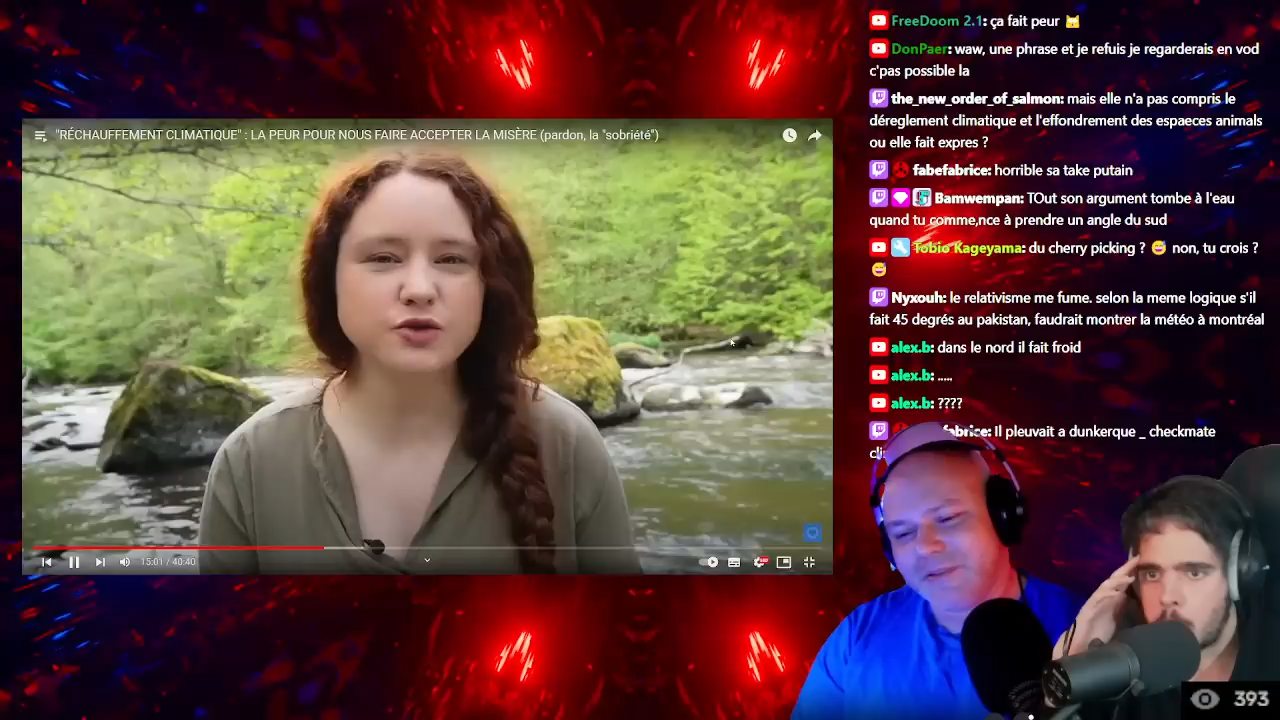 "RÉCHAUFFEMENT CLIMATIQUE" : LA PEUR POUR NOUS FAIRE ACCEPTER LA MISÈRE (pardon, la "sobriété")
15:01 / 40:40
FreeDoom 2.1: ça fait peur
DonPaer: waw, une phrase et je refuis je regarderais en vod
c'pas possible la
the_new_order_of_salmon: mais elle n'a pas compris le
déreglement climatique et l'effondrement des espaeces animals
ou elle fait expres ?
fabefabrice: horrible sa take putain
Bamwempan: TOut son argument tombe à l'eau
quand tu comme,nce à prendre un angle du sud
Tobio Kageyama: du cherry picking ? non, tu crois ?
Nyxouh: le relativisme me fume. selon la meme logique s'il
fait 45 degrés au pakistan, faudrait montrer la météo à montréal
alex.b: dans le nord il fait froid
alex.b: .....
alex.b: ????
fabrice: Il pleuvait a dunkerque _ checkmate
393